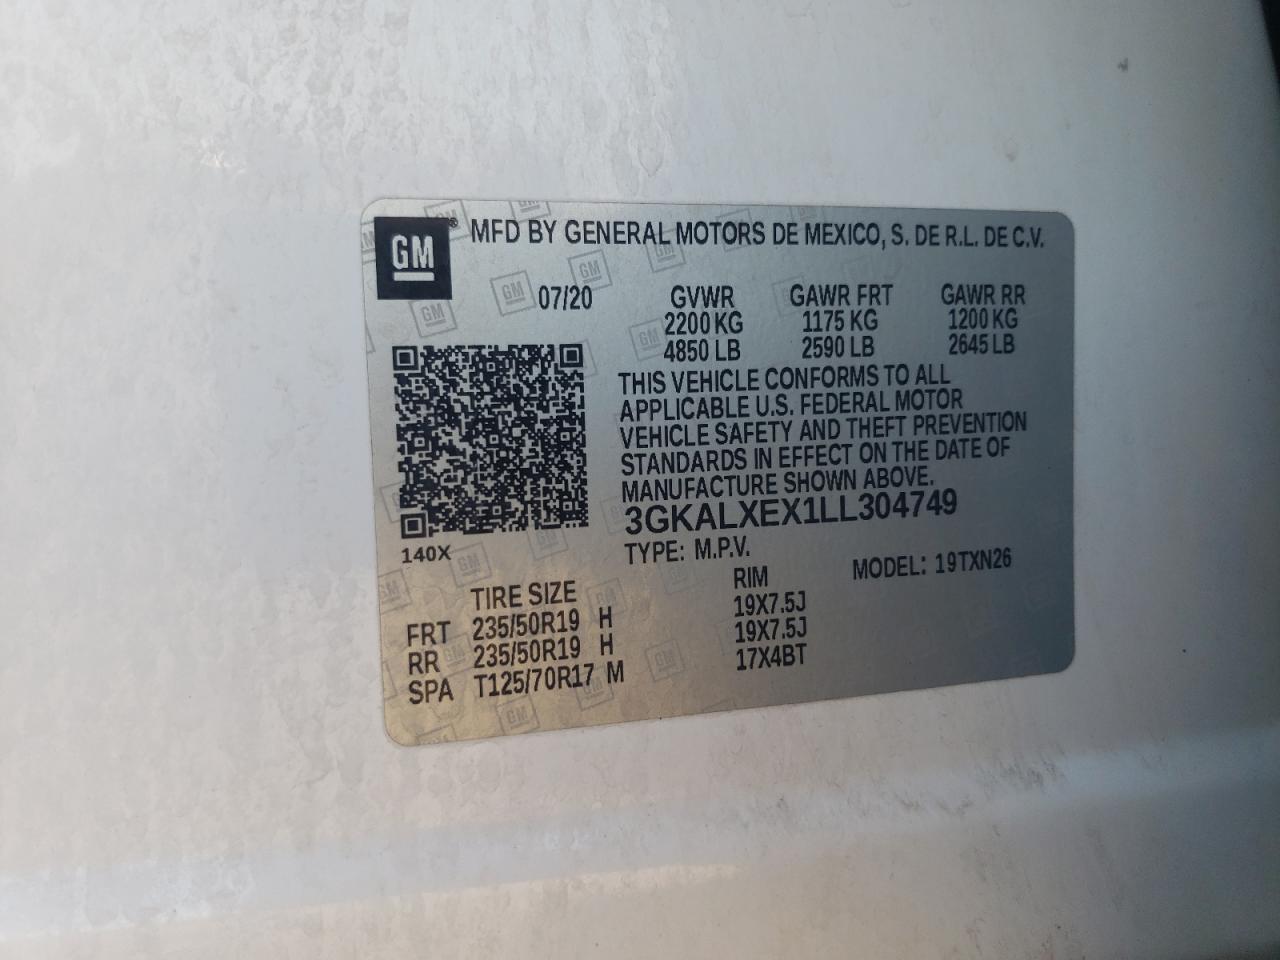 GM® MFD BY GENERAL MOTORS DE MEXICO, S. DE R.L. DE C.V.
07/20 GVWR GAWR FRT GAWR RR
2200 KG 1175 KG 1200 KG
4850 LB 2590 LB 2645 LB
THIS VEHICLE CONFORMS TO ALL
APPLICABLE U.S. FEDERAL MOTOR
VEHICLE SAFETY AND THEFT PREVENTION
STANDARDS IN EFFECT ON THE DATE OF
MANUFACTURE SHOWN ABOVE.
3GKALXEX1LL304749
140X
TYPE: M.P.V. MODEL: 19TXN26
TIRE SIZE RIM
FRT 235/50R19 H 19X7.5J
RR 235/50R19 H 19X7.5J
SPA T125/70R17 M 17X4BT